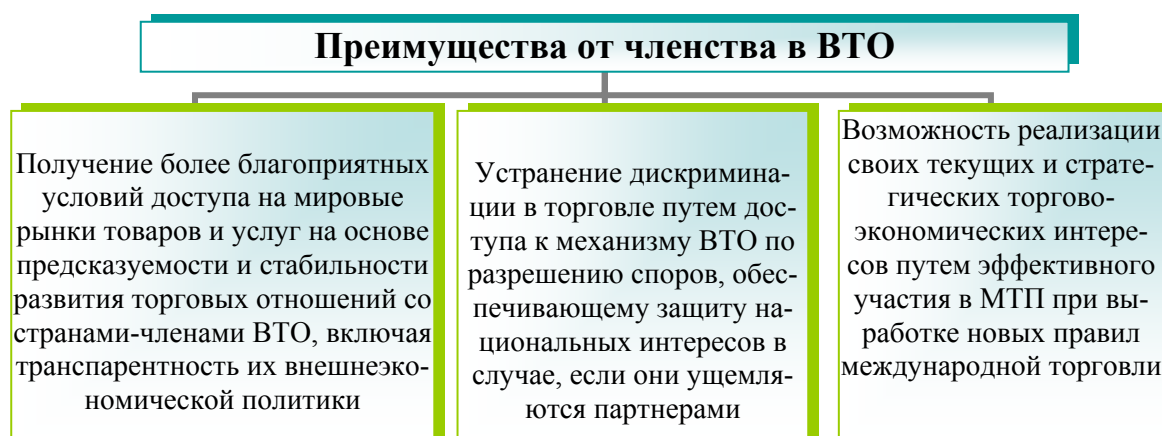 Преимущества от членства в ВТО
Получение более благоприятных
условий доступа на мировые
рынки товаров и услуг на основе
предсказуемости и стабильности
развития торговых отношений со
странами-членами ВТО, включая
транспарентность их внешнеэко-
номической политики
Устранение дискримина-
ции в торговле путем дос-
тупа к механизму ВТО по
разрешению споров, обес-
печивающему защиту на-
циональных интересов в
случае, если они ущемля-
ются партнерами
Возможность реализации
своих текущих и страте-
гических торгово-
экономических интере-
сов путем эффективного
участия в МТП при вы-
работке новых правил
международной торговли